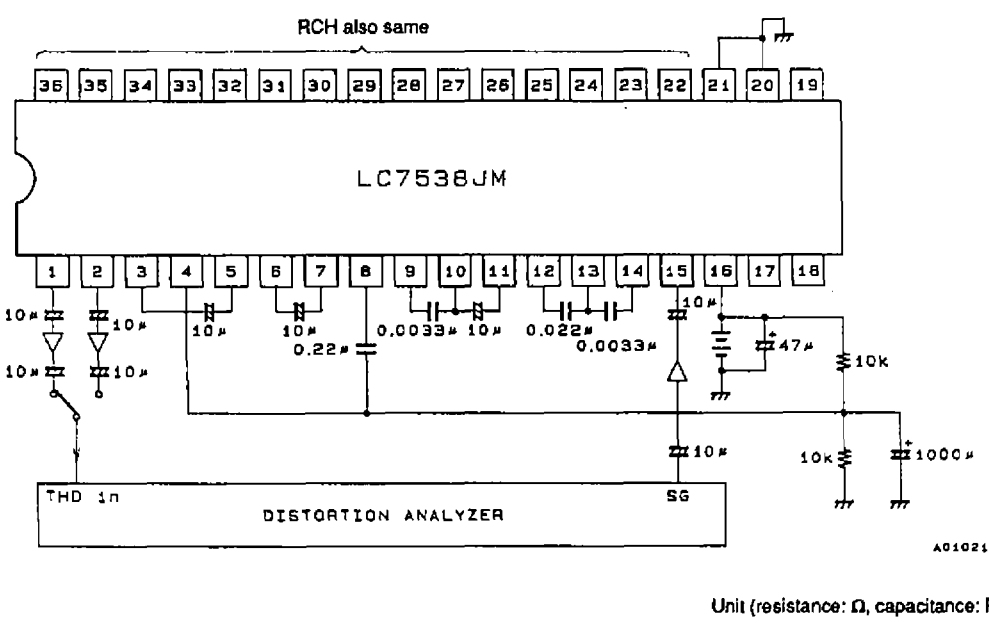 RCH also same
36 35 34 33 32 31 30 29 28 27 26 25 24 23 22 21 20 19
LC7538JM
1 2 3 4 5 6 7 8 9 10 11 12 13 14 15 16 17 18
10μ 10μ 10μ 10μ 0.0033μ 10μ 0.022μ 10μ
0.22μ 0.0033μ 47μ 10k
10μ 10μ
10μ 10k 1000μ
THD in SG
DISTORTION ANALYZER
A01021
Unit (resistance: Ω, capacitance: